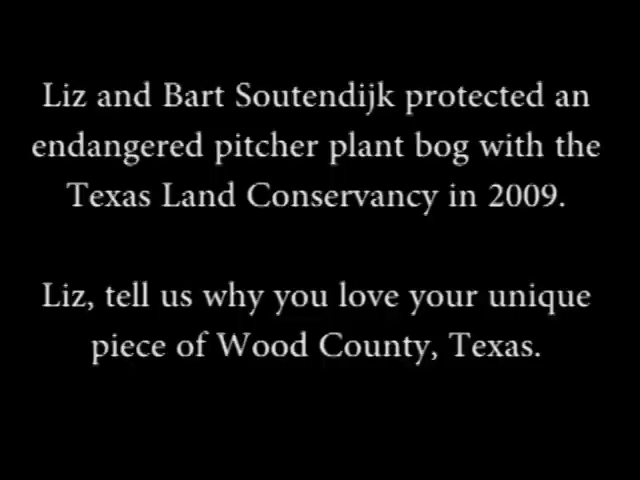 Liz and Bart Soutendijk protected an
endangered pitcher plant bog with the
Texas Land Conservancy in 2009.
Liz, tell us why you love your unique
piece of Wood County, Texas.